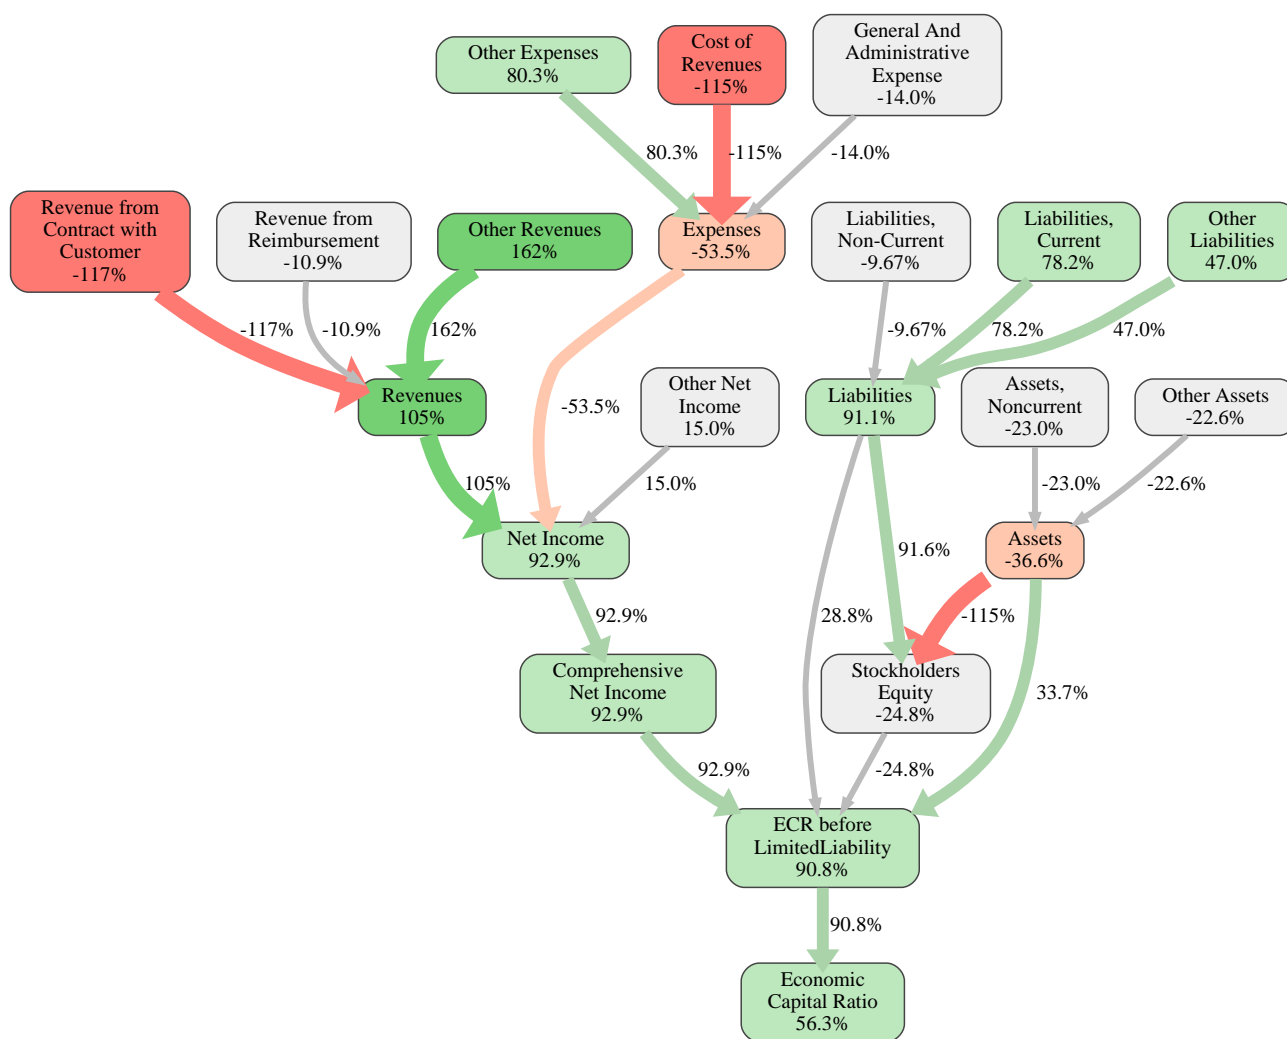 Other Expenses
80.3%
Cost of
Revenues
-115%
General And
Administrative
Expense
-14.0%
80.3%
-115%
-14.0%
Revenue from
Contract with
Customer
-117%
Revenue from
Reimbursement
-10.9%
Other Revenues
162%
Expenses
-53.5%
Liabilities,
Non-Current
-9.67%
Liabilities,
Current
78.2%
Other
Liabilities
47.0%
-117%
-10.9%
162%
-9.67%
78.2%
47.0%
Revenues
105%
-53.5%
Other Net
Income
15.0%
Liabilities
91.1%
Assets,
Noncurrent
-23.0%
Other Assets
-22.6%
105%
15.0%
-23.0%
-22.6%
Net Income
92.9%
91.6%
Assets
-36.6%
92.9%
28.8%
-115%
Comprehensive
Net Income
92.9%
Stockholders
Equity
-24.8%
33.7%
92.9%
-24.8%
ECR before
LimitedLiability
90.8%
90.8%
Economic
Capital Ratio
56.3%